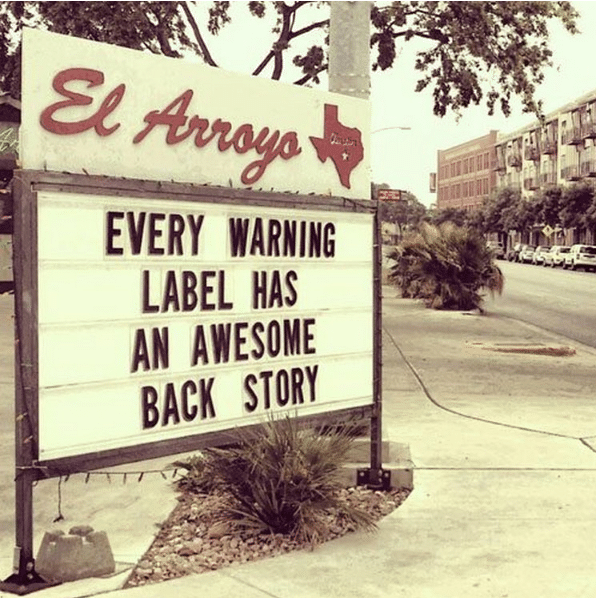 El Arroyo
EVERY WARNING
LABEL HAS
AN AWESOME
BACK STORY